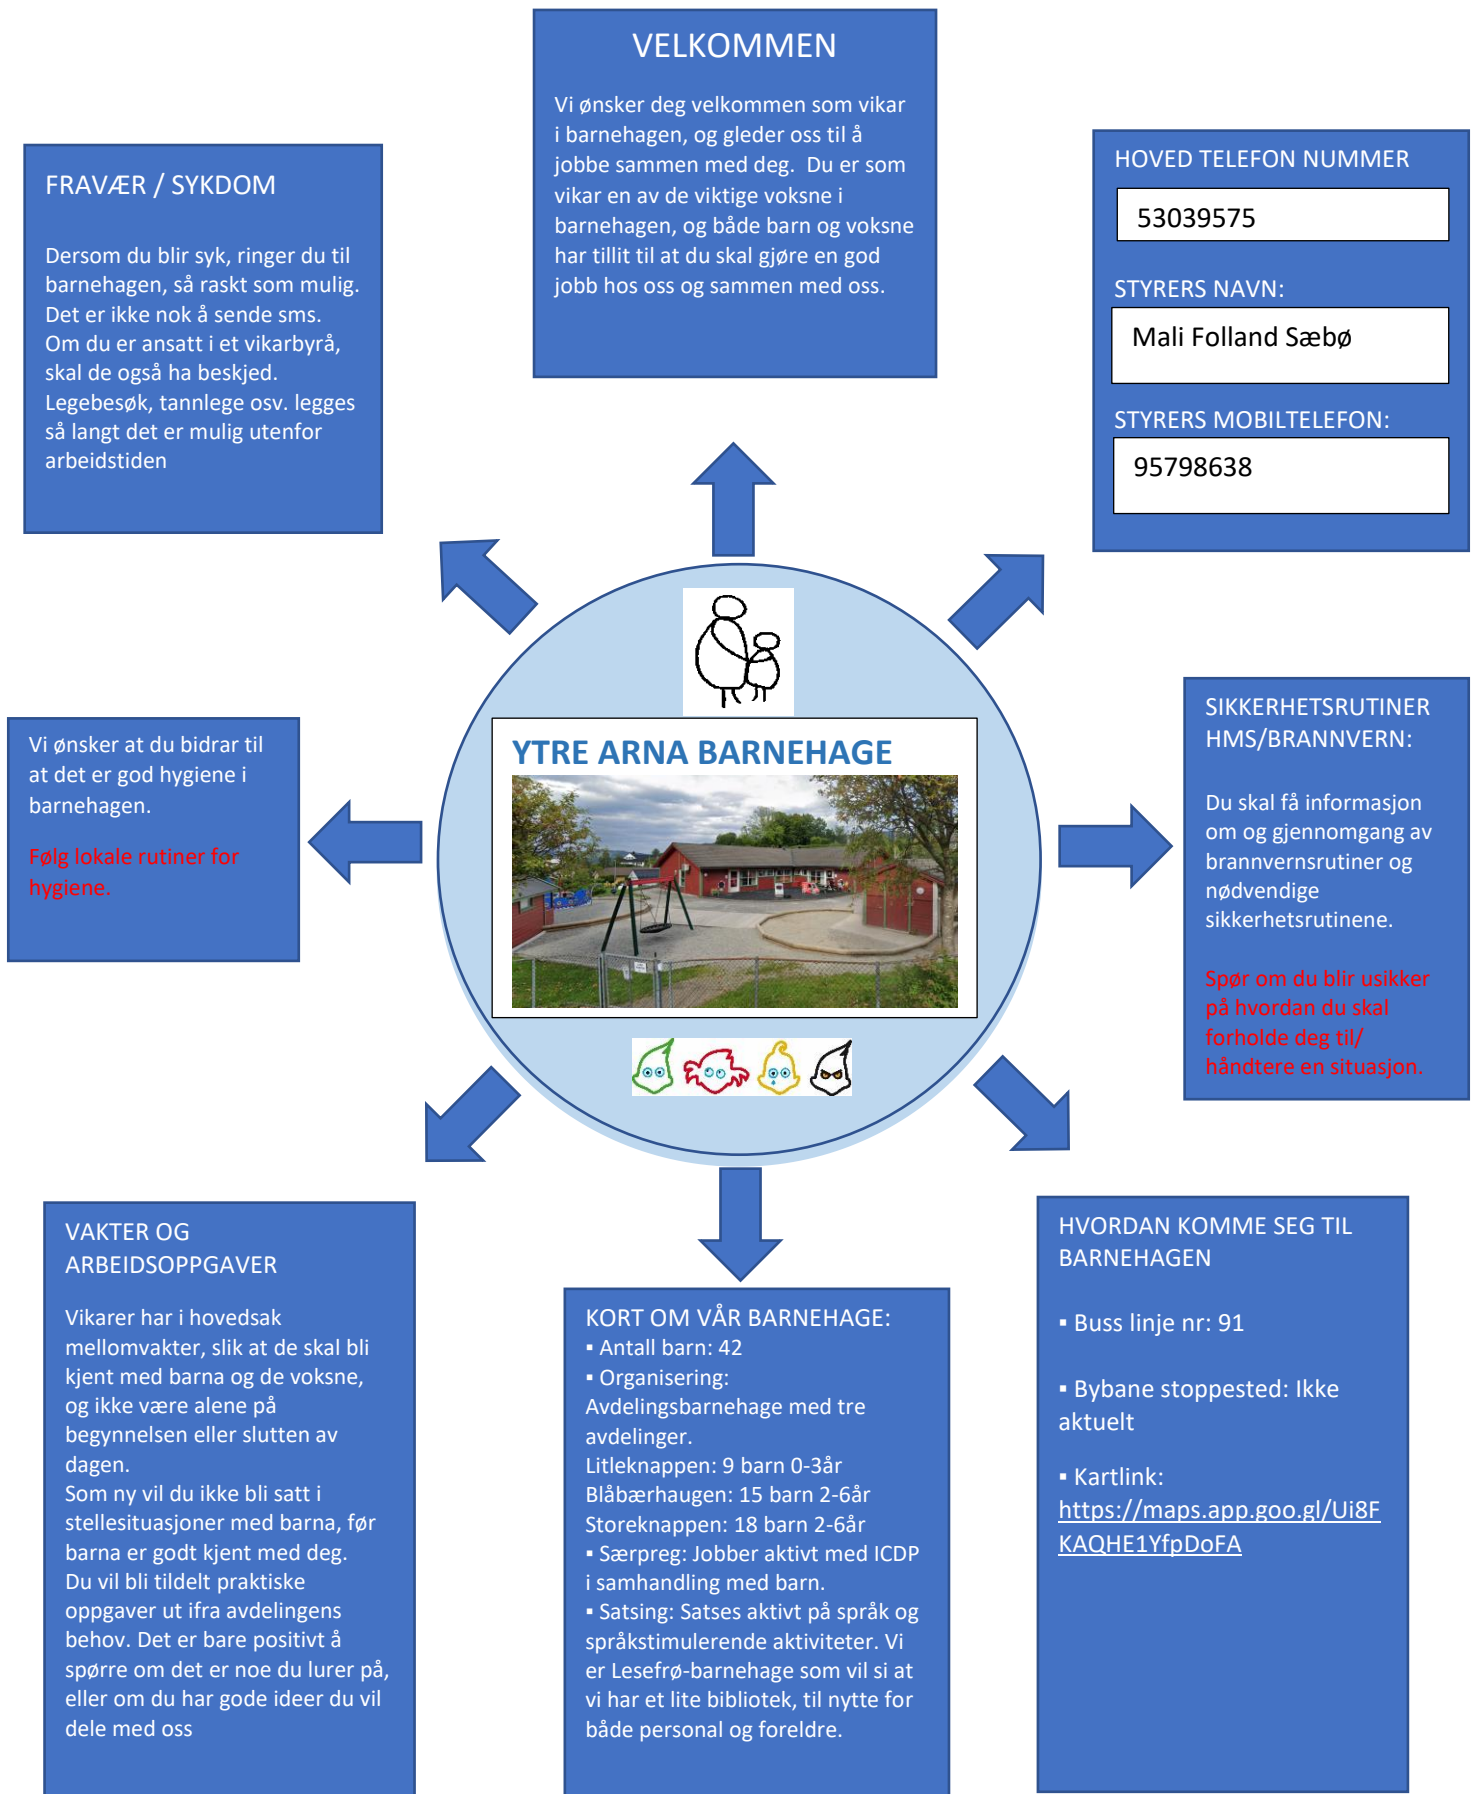 VELKOMMEN
Vi ønsker deg velkommen som vikar
i barnehagen, og gleder oss til å
jobbe sammen med deg.  Du er som
vikar en av de viktige voksne i
barnehagen, og både barn og voksne
har tillit til at du skal gjøre en god
jobb hos oss og sammen med oss.
FRAVÆR / SYKDOM
Dersom du blir syk, ringer du til
barnehagen, så raskt som mulig.
Det er ikke nok å sende sms.
Om du er ansatt i et vikarbyrå,
skal de også ha beskjed.
Legebesøk, tannlege osv. legges
så langt det er mulig utenfor
arbeidstiden
HOVED TELEFON NUMMER
53039575
STYRERS NAVN:
Mali Folland Sæbø
STYRERS MOBILTELEFON:
95798638
Vi ønsker at du bidrar til
at det er god hygiene i
barnehagen.
Følg lokale rutiner for
hygiene.
YTRE ARNA BARNEHAGE
SIKKERHETSRUTINER
HMS/BRANNVERN:
Du skal få informasjon
om og gjennomgang av
brannvernsrutiner og
nødvendige
sikkerhetsrutinene.
Spør om du blir usikker
på hvordan du skal
forholde deg til/
håndtere en situasjon.
VAKTER OG
ARBEIDSOPPGAVER
Vikarer har i hovedsak
mellomvakter, slik at de skal bli
kjent med barna og de voksne,
og ikke være alene på
begynnelsen eller slutten av
dagen.
Som ny vil du ikke bli satt i
stellesituasjoner med barna, før
barna er godt kjent med deg.
Du vil bli tildelt praktiske
oppgaver ut ifra avdelingens
behov. Det er bare positivt å
spørre om det er noe du lurer på,
eller om du har gode ideer du vil
dele med oss
KORT OM VÅR BARNEHAGE:
▪ Antall barn: 42
▪ Organisering:
Avdelingsbarnehage med tre
avdelinger.
Litleknappen: 9 barn 0-3år
Blåbærhaugen: 15 barn 2-6år
Storeknappen: 18 barn 2-6år
▪ Særpreg: Jobber aktivt med ICDP
i samhandling med barn.
▪ Satsing: Satses aktivt på språk og
språkstimulerende aktiviteter. Vi
er Lesefrø-barnehage som vil si at
vi har et lite bibliotek, til nytte for
både personal og foreldre.
HVORDAN KOMME SEG TIL
BARNEHAGEN
▪ Buss linje nr: 91
▪ Bybane stoppested: Ikke
aktuelt
▪ Kartlink:
https://maps.app.goo.gl/Ui8F
KAQHE1YfpDoFA